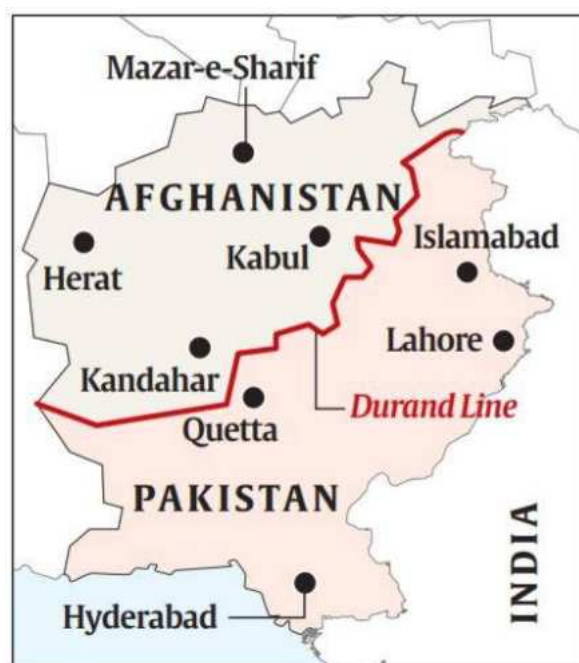 Mazar-e-Sharif
AFGHANISTAN
Herat
Kabul
Islamabad
Kandahar
Lahore
Quetta
Durand Line
PAKISTAN
INDIA
Hyderabad